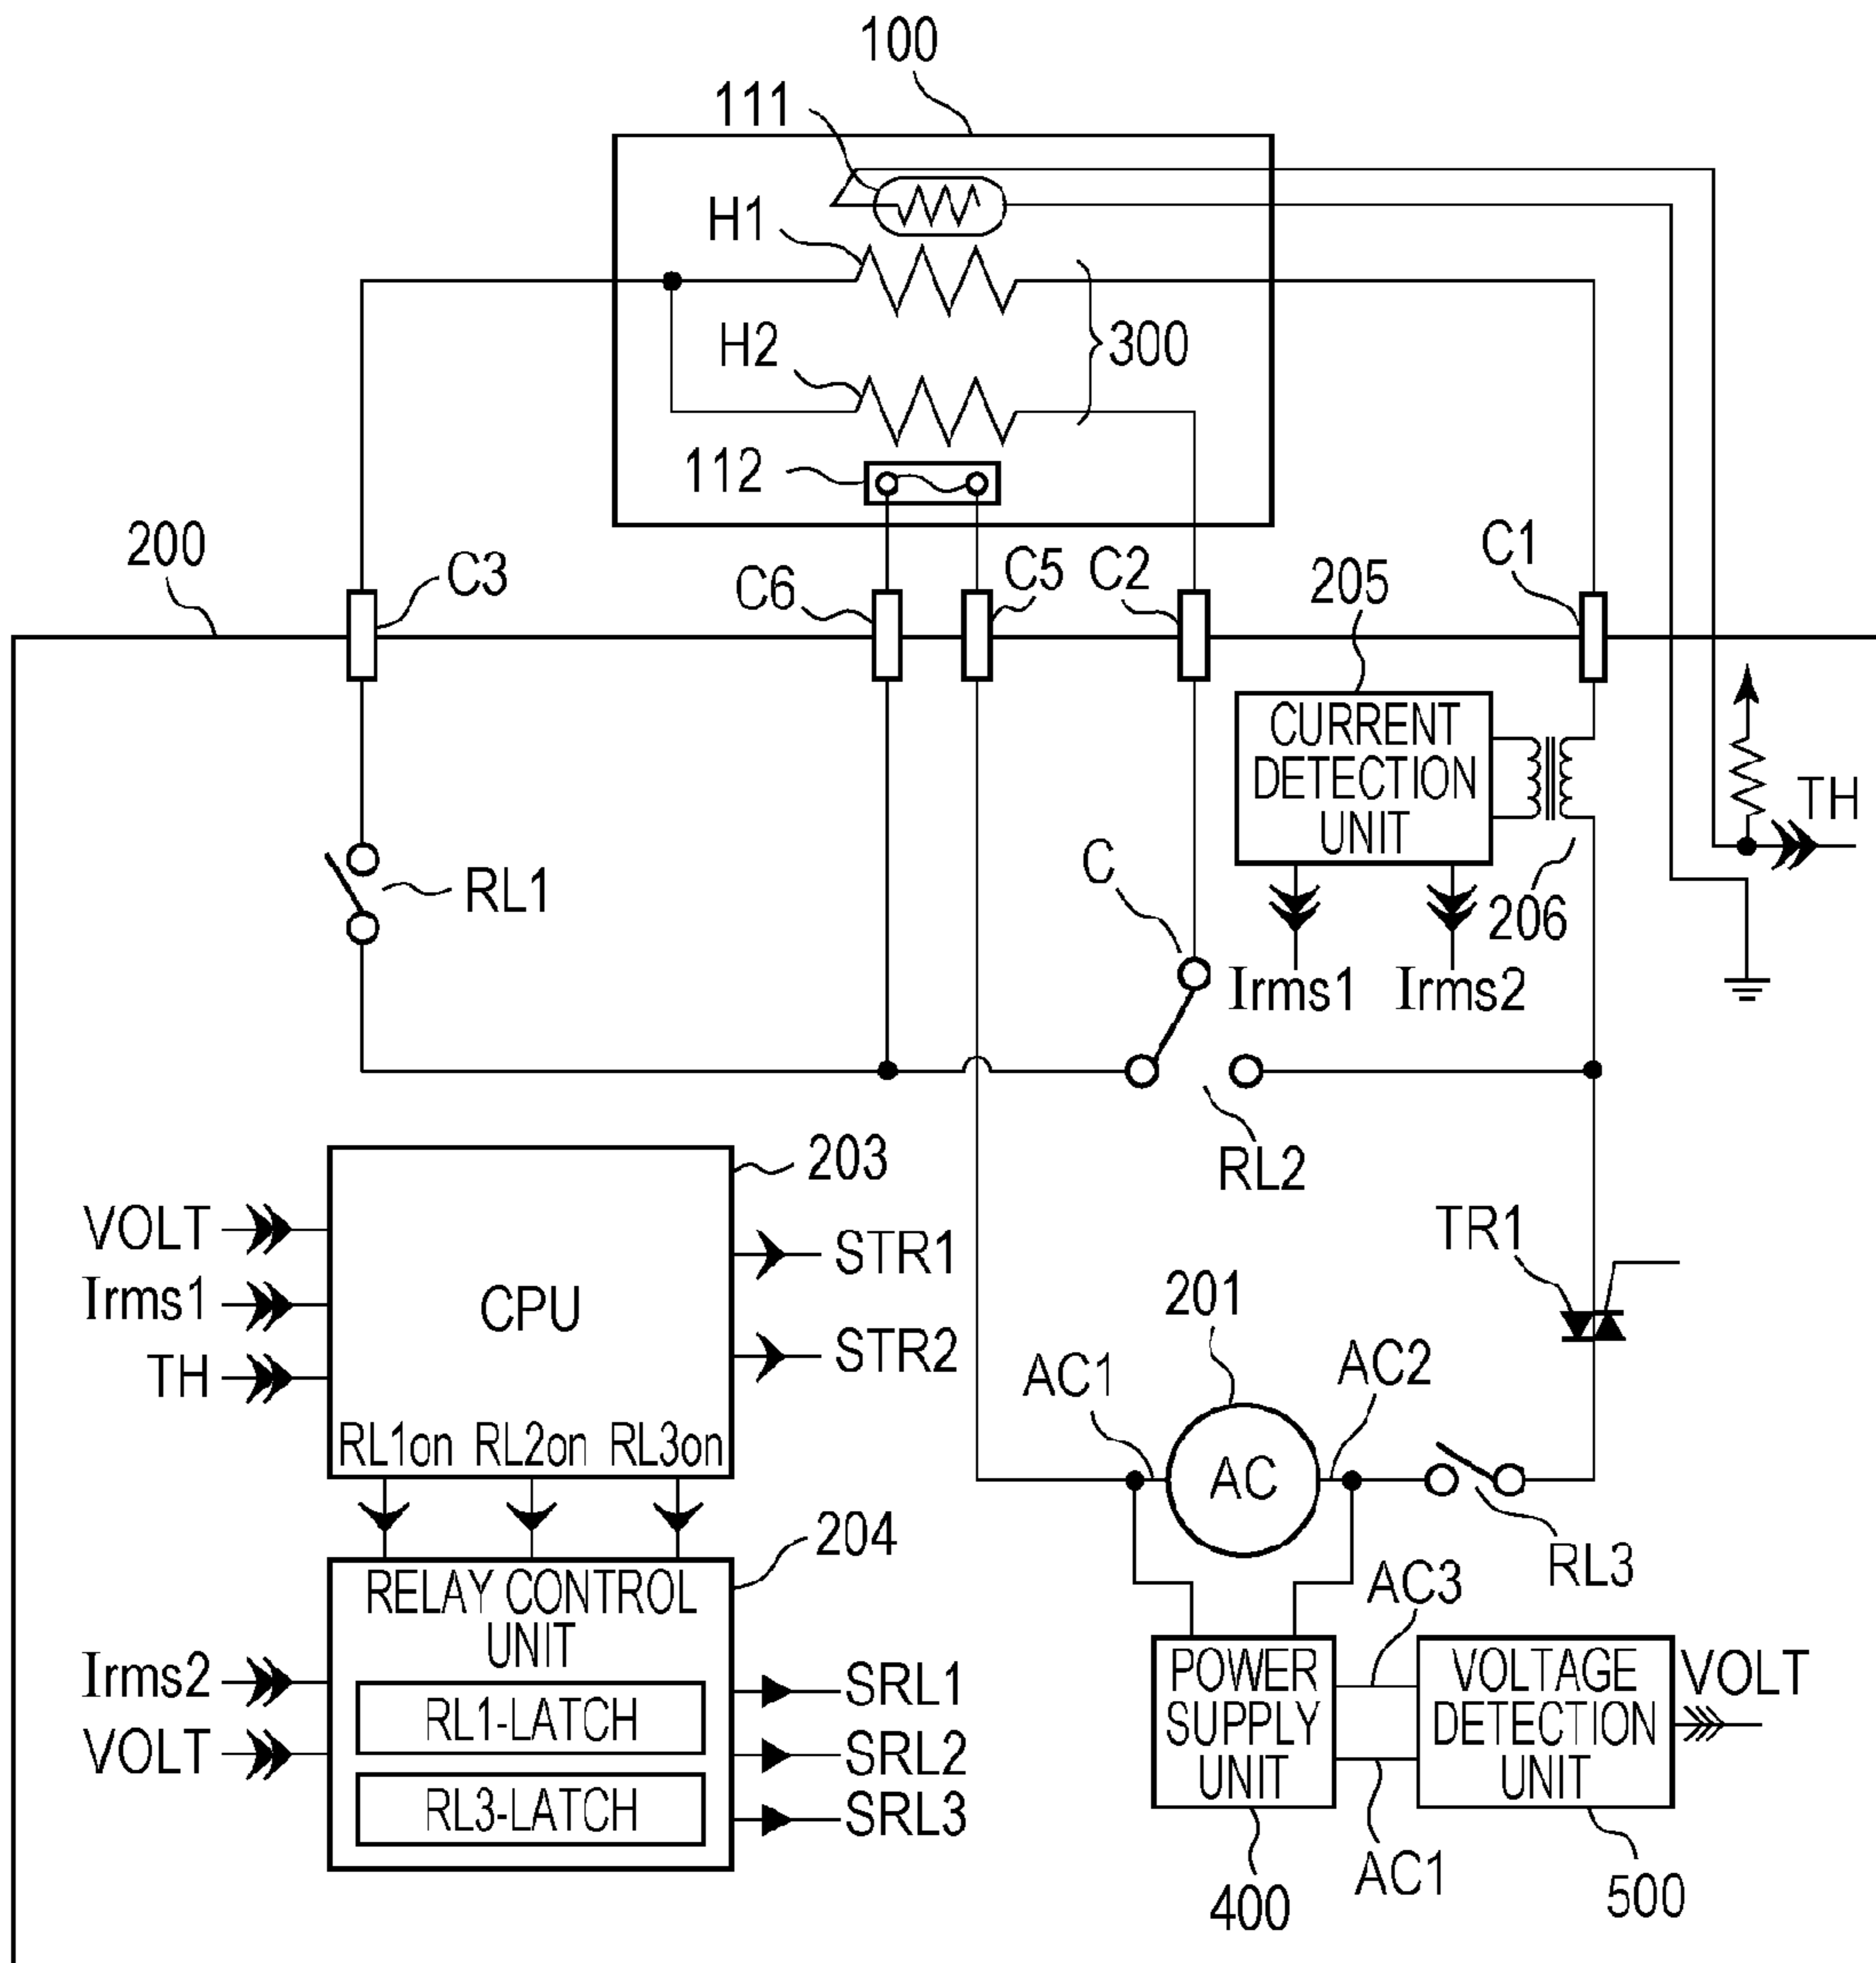 100
111
H1
H2
300
112
200
C3
C6
C5
C2
C1
205
CURRENT
DETECTION
UNIT
TH
206
RL1
C
Irms1
Irms2
RL2
203
VOLT
Irms1
TH
CPU
STR1
STR2
RL1on
RL2on
RL3on
TR1
201
AC1
AC
AC2
RL3
204
RELAY CONTROL
UNIT
RL1-LATCH
RL3-LATCH
Irms2
VOLT
SRL1
SRL2
SRL3
AC3
POWER
SUPPLY
UNIT
VOLTAGE
DETECTION
UNIT
VOLT
AC1
400
500